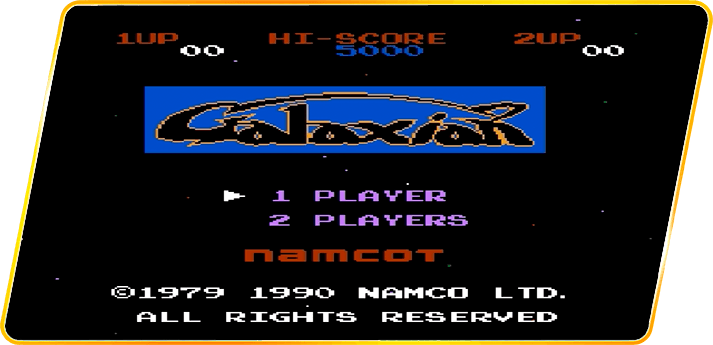 1UP HI-SCORE 2UP
00 5000 00
Galaxian
1 PLAYER
2 PLAYERS
namcot
©1979 1990 NAMCO LTD.
ALL RIGHTS RESERVED